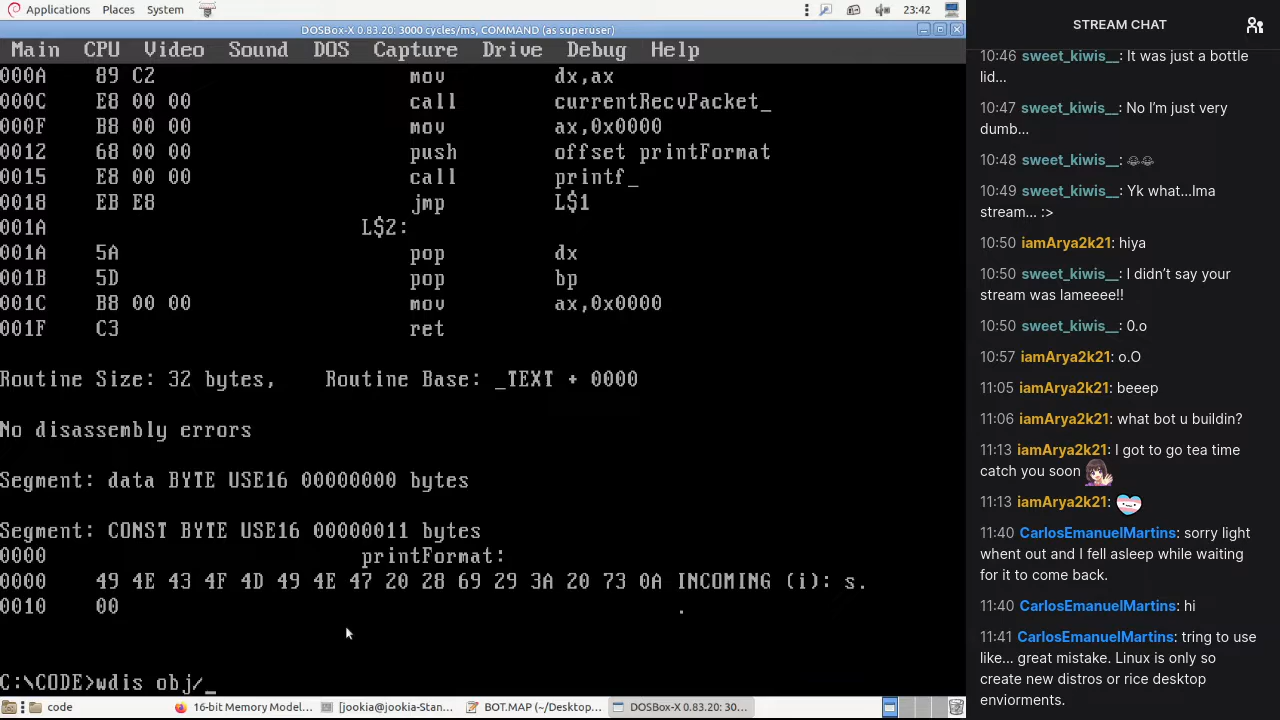 Applications Places System 23:42
DOSBox-X 0.83.20: 3000 cycles/ms, COMMAND (as superuser)
Main CPU Video Sound DOS Capture Drive Debug Help
000A 89 C2 mov dx,ax
000C E8 00 00 call currentRecvPacket_
000F B8 00 00 mov ax,0x0000
0012 68 00 00 push offset printFormat
0015 E8 00 00 call printf_
0018 EB E8 jmp L$1
001A L$2:
001A 5A pop dx
001B 5D pop bp
001C B8 00 00 mov ax,0x0000
001F C3 ret
Routine Size: 32 bytes, Routine Base: _TEXT + 0000
No disassembly errors
Segment: data BYTE USE16 00000000 bytes
Segment: CONST BYTE USE16 00000011 bytes
0000 printFormat:
0000 49 4E 43 4F 4D 49 4E 47 20 28 69 29 3A 20 73 0A INCOMING (i): s.
0010 00 .
C:\CODE>wdis obj/_
code 16-bit Memory Model... [jookia@jookia-Stan... BOT.MAP (~/Desktop... DOSBox-X 0.83.20: 30...
STREAM CHAT
10:46 sweet_kiwis__: It was just a bottle
lid...
10:47 sweet_kiwis__: No I'm just very
dumb...
10:48 sweet_kiwis__: 😂😂
10:49 sweet_kiwis__: Yk what...Ima
stream... :>
10:50 iamArya2k21: hiya
10:50 sweet_kiwis__: I didn't say your
stream was lameeee!!
10:50 sweet_kiwis__: 0.o
10:57 iamArya2k21: o.O
11:05 iamArya2k21: beeep
11:06 iamArya2k21: what bot u buildin?
11:13 iamArya2k21: I got to go tea time
catch you soon
11:13 iamArya2k21:
11:40 CarlosEmanuelMartins: sorry light
whent out and I fell asleep while waiting
for it to come back.
11:40 CarlosEmanuelMartins: hi
11:41 CarlosEmanuelMartins: tring to use
like... great mistake. Linux is only so
create new distros or rice desktop
enviorments.